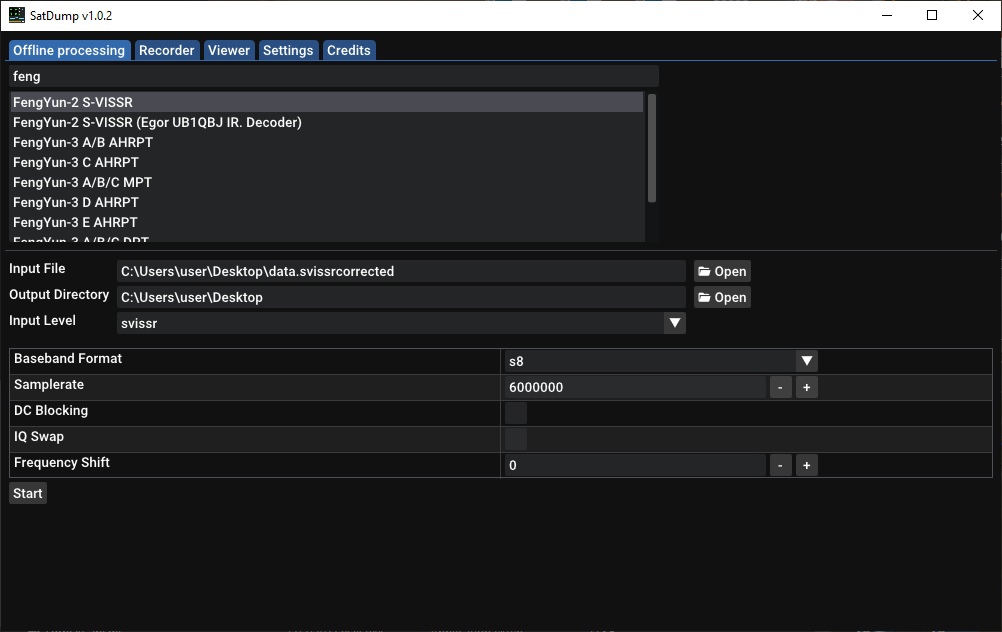 SatDump v1.0.2
Offline processing Recorder Viewer Settings Credits
feng
FengYun-2 S-VISSR
FengYun-2 S-VISSR (Egor UB1QBJ IR. Decoder)
FengYun-3 A/B AHRPT
FengYun-3 C AHRPT
FengYun-3 A/B/C MPT
FengYun-3 D AHRPT
FengYun-3 E AHRPT
FengYun-3 A/B/C DPT
Input File C:\Users\user\Desktop\data.svissrcorrected Open
Output Directory C:\Users\user\Desktop Open
Input Level svissr
Baseband Format s8
Samplerate 6000000 - +
DC Blocking
IQ Swap
Frequency Shift 0 - +
Start